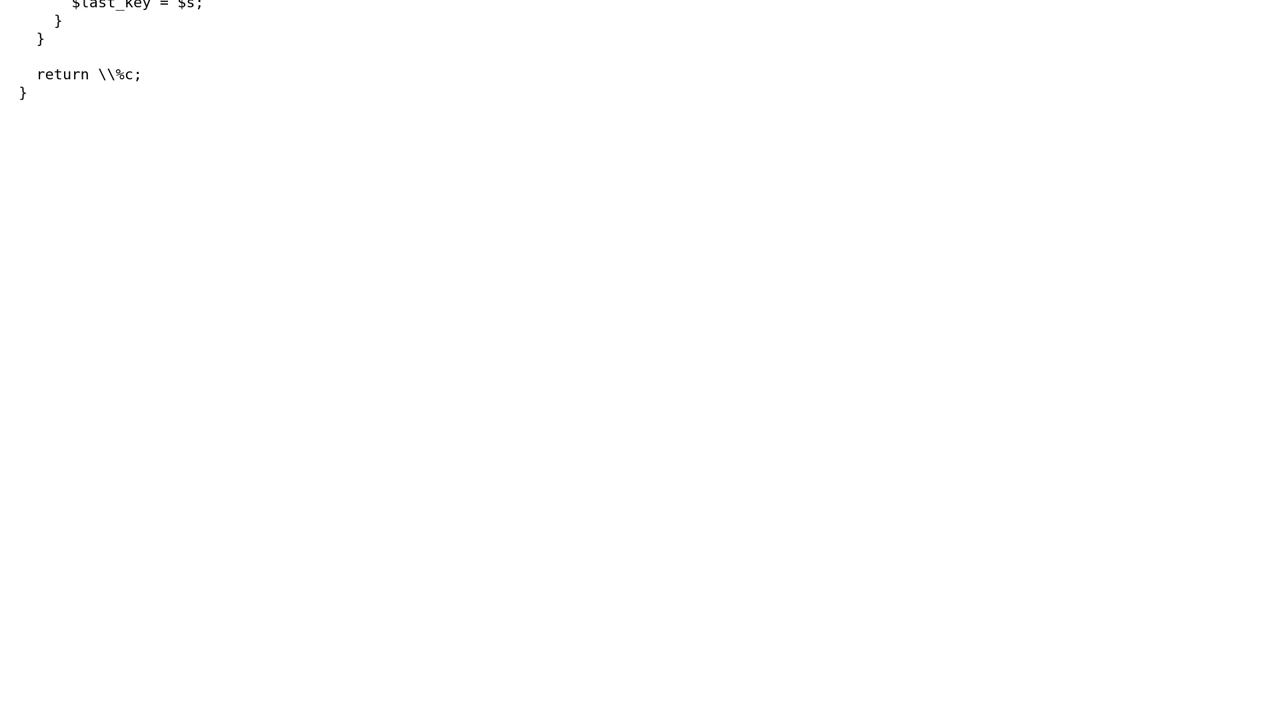 $last_key = $s;
    }
  }

  return \\%c;
}